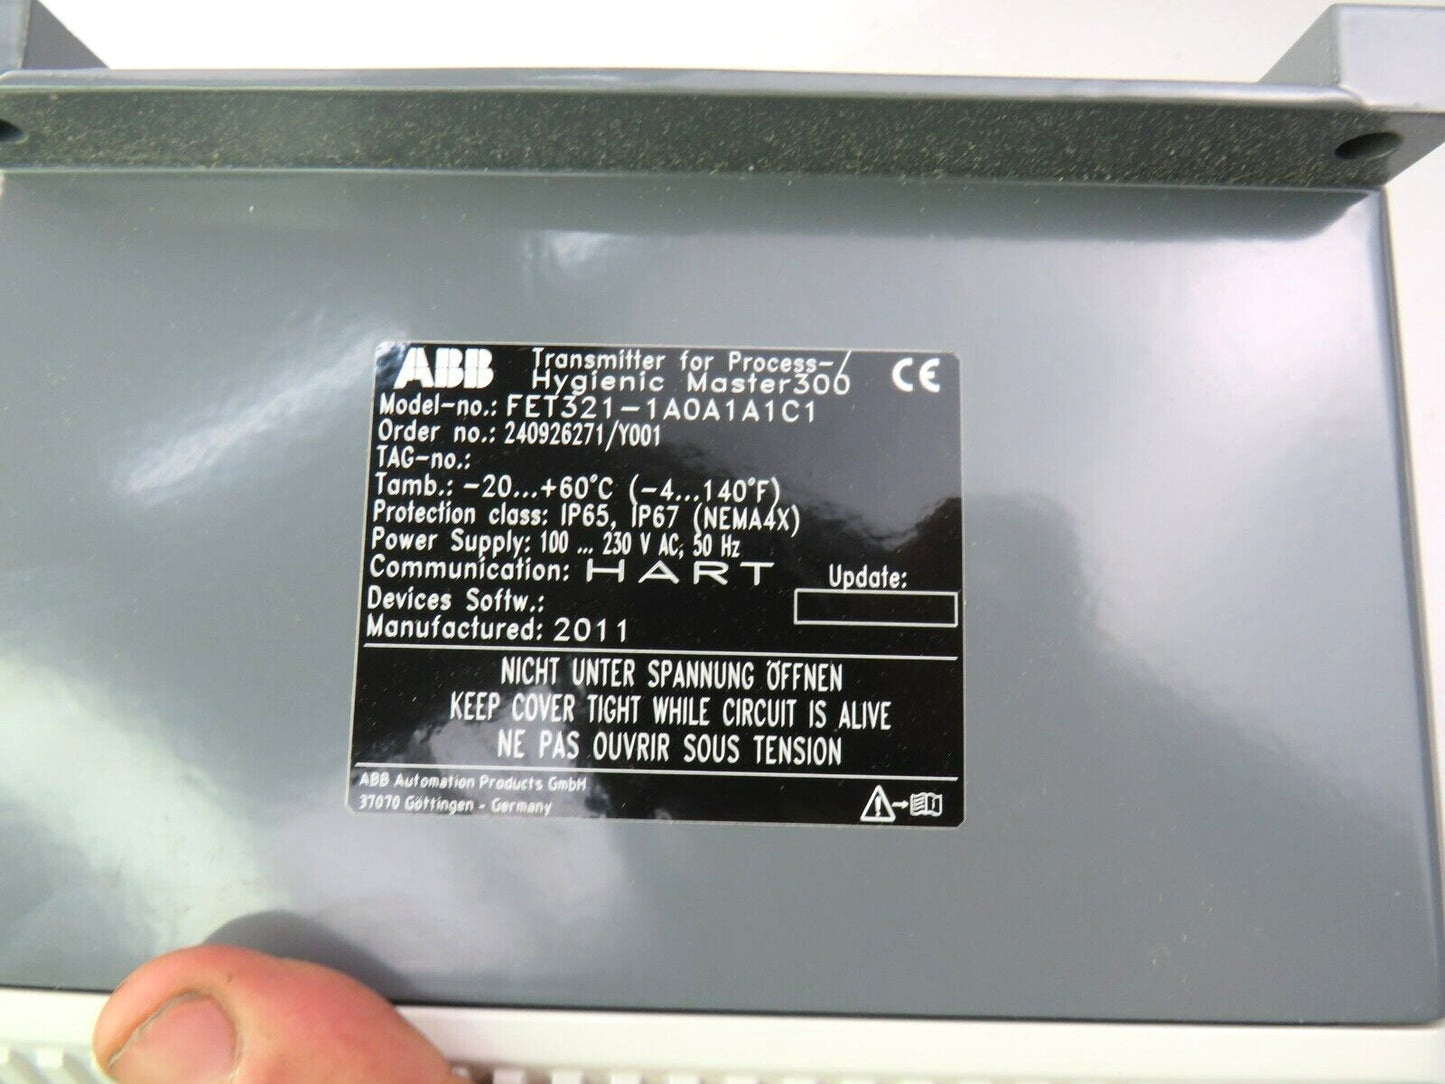 ABB Transmitter for Process-/
Hygienic Master300 CE
Model-no.: FET321-1A0A1A1C1
Order no.: 240926271/Y001
TAG-no.:
Tamb.: -20...+60°C (-4...140°F)
Protection class: IP65, IP67 (NEMA4X)
Power Supply: 100 ... 230 V AC, 50 Hz
Communication: HART
Update:
Devices Softw.:
Manufactured: 2011
NICHT UNTER SPANNUNG ÖFFNEN
KEEP COVER TIGHT WHILE CIRCUIT IS ALIVE
NE PAS OUVRIR SOUS TENSION
ABB Automation Products GmbH
37070 Göttingen - Germany